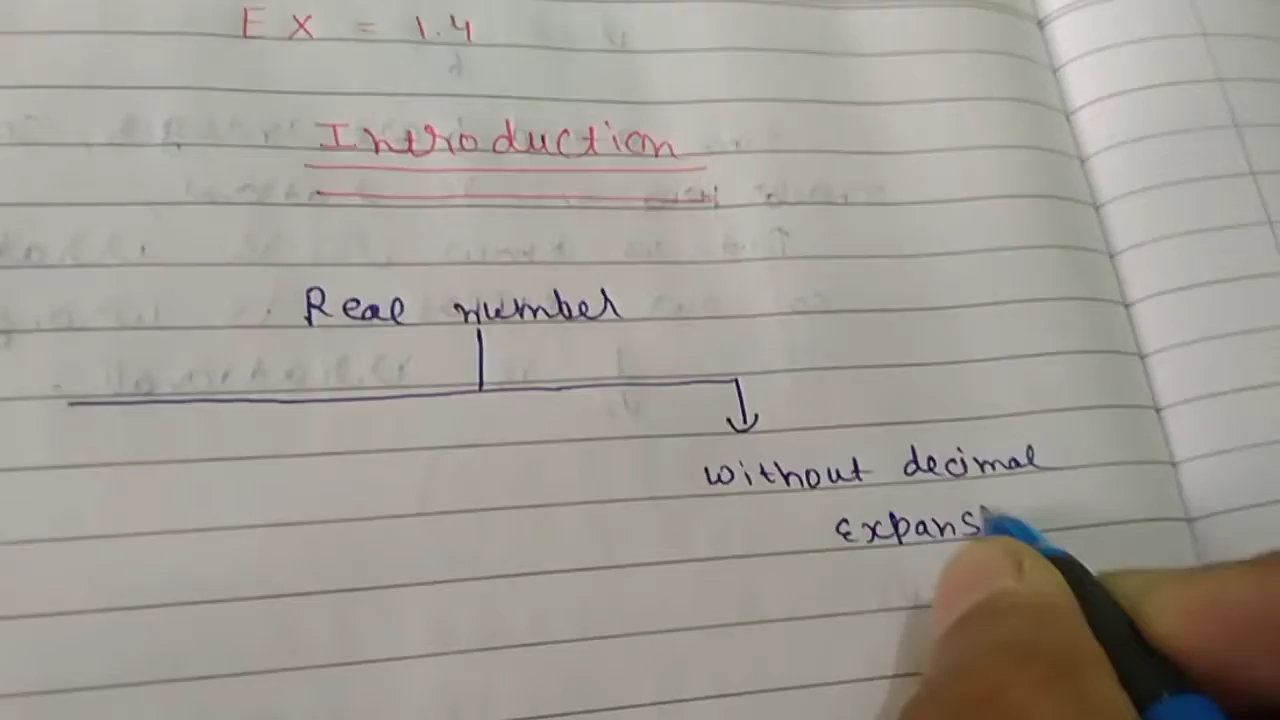 EX = 1.4
Introduction
Real number
without decimal
expans